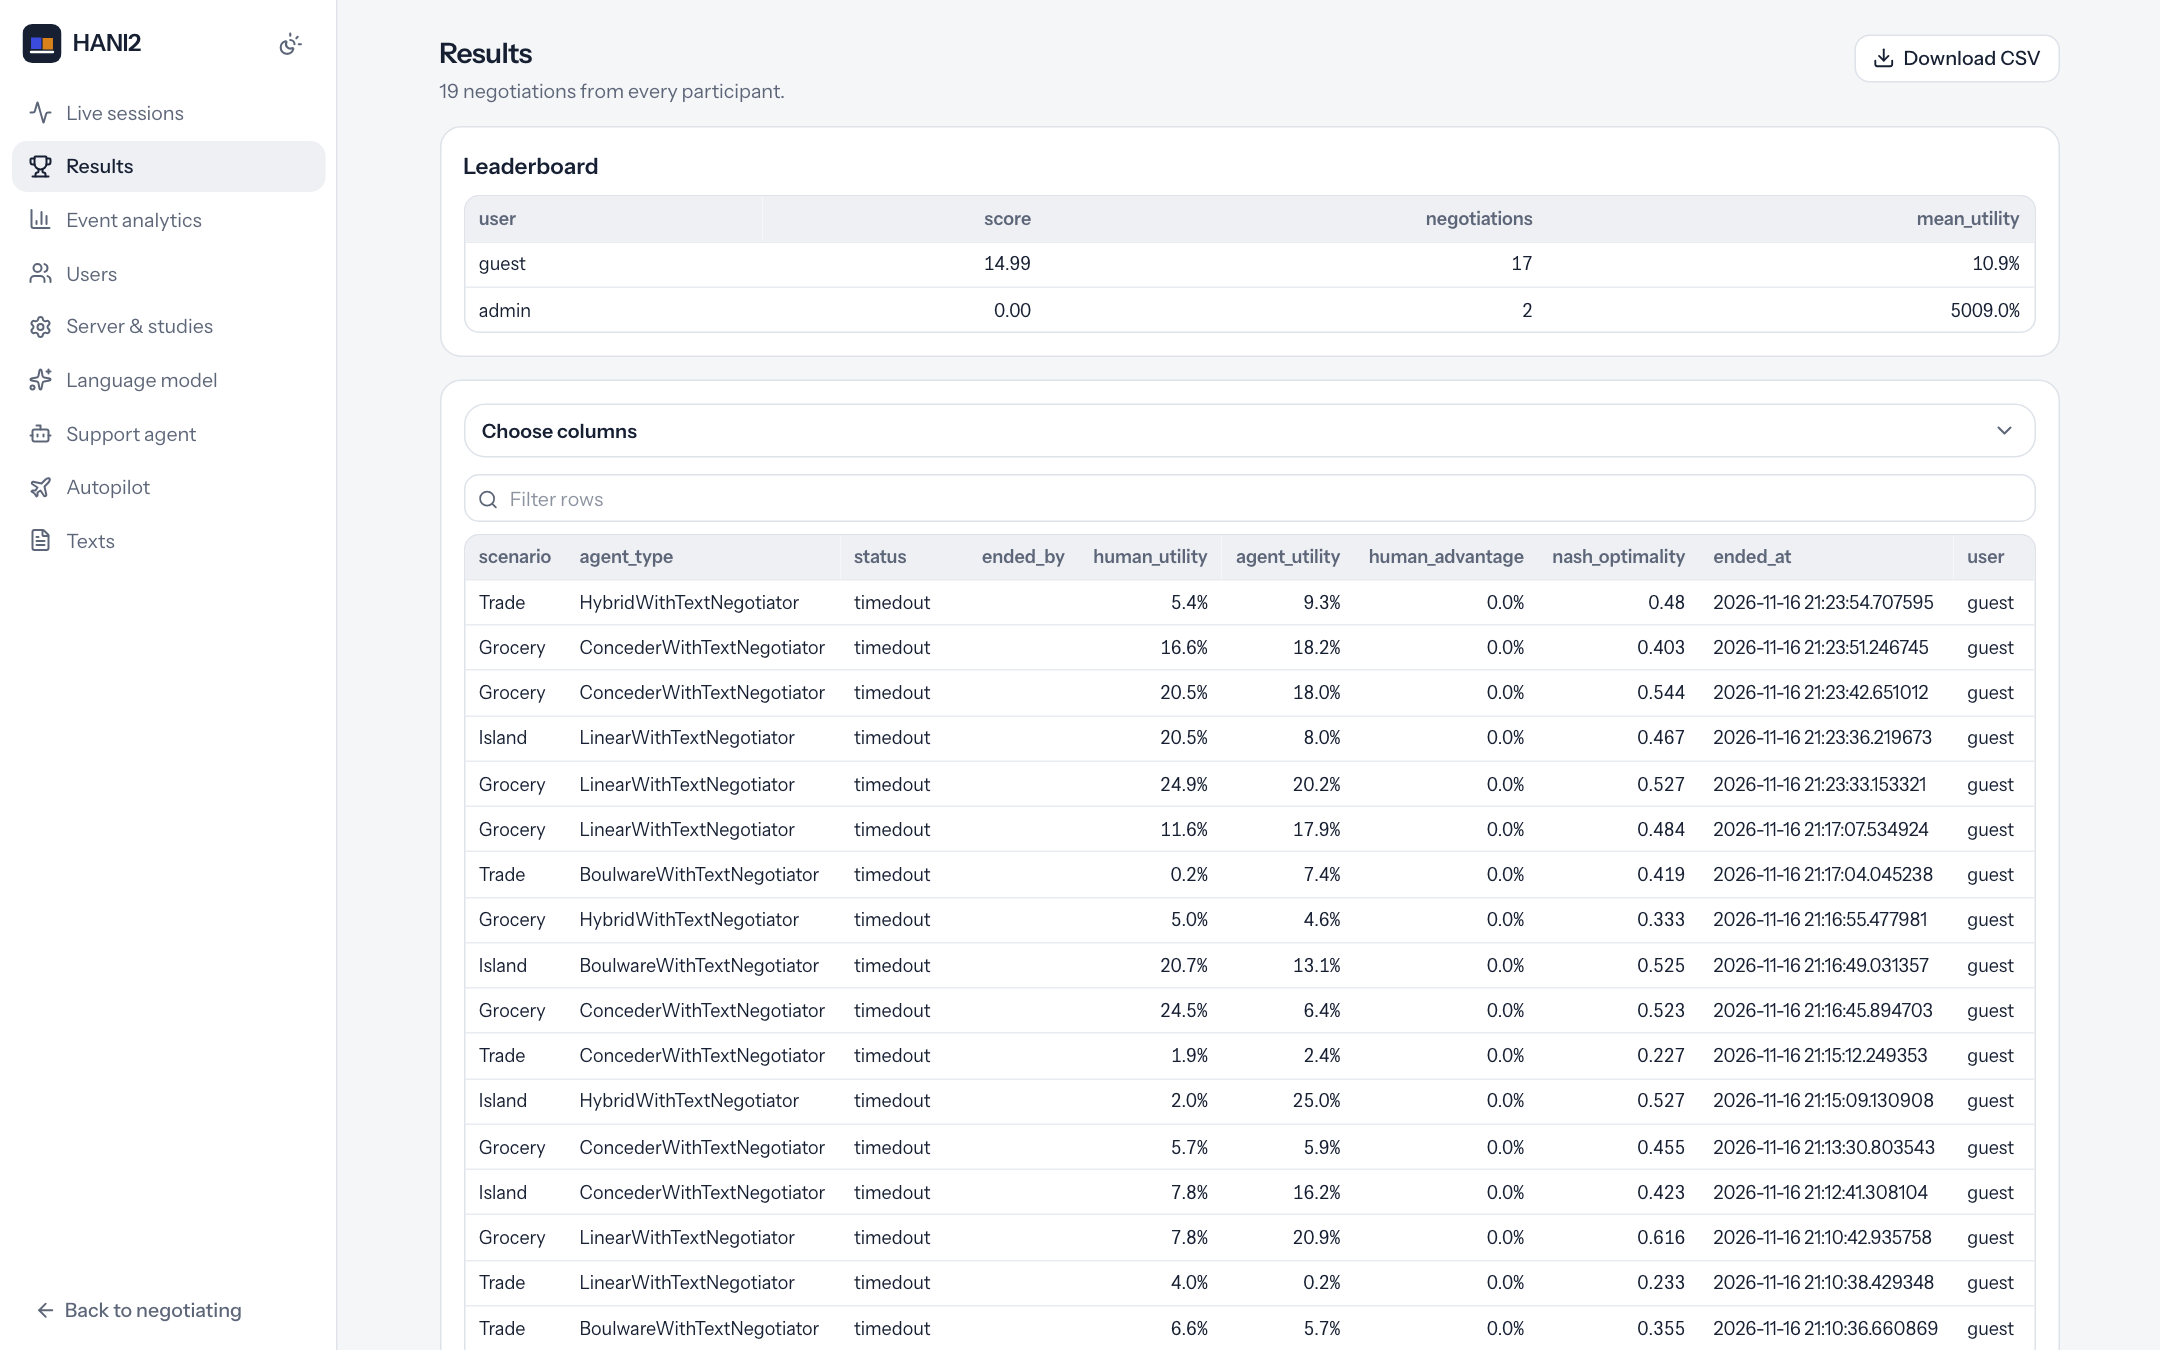 HANI2
Live sessions
Results
Event analytics
Users
Server & studies
Language model
Support agent
Autopilot
Texts
Back to negotiating
Results
19 negotiations from every participant.
Download CSV
Leaderboard
user score negotiations mean_utility
guest 14.99 17 10.9%
admin 0.00 2 5009.0%
Choose columns
Filter rows
scenario agent_type status ended_by human_utility agent_utility human_advantage nash_optimality ended_at user
Trade HybridWithTextNegotiator timedout 5.4% 9.3% 0.0% 0.48 2026-11-16 21:23:54.707595 guest
Grocery ConcederWithTextNegotiator timedout 16.6% 18.2% 0.0% 0.403 2026-11-16 21:23:51.246745 guest
Grocery ConcederWithTextNegotiator timedout 20.5% 18.0% 0.0% 0.544 2026-11-16 21:23:42.651012 guest
Island LinearWithTextNegotiator timedout 20.5% 8.0% 0.0% 0.467 2026-11-16 21:23:36.219673 guest
Grocery LinearWithTextNegotiator timedout 24.9% 20.2% 0.0% 0.527 2026-11-16 21:23:33.153321 guest
Grocery LinearWithTextNegotiator timedout 11.6% 17.9% 0.0% 0.484 2026-11-16 21:17:07.534924 guest
Trade BoulwareWithTextNegotiator timedout 0.2% 7.4% 0.0% 0.419 2026-11-16 21:17:04.045238 guest
Grocery HybridWithTextNegotiator timedout 5.0% 4.6% 0.0% 0.333 2026-11-16 21:16:55.477981 guest
Island BoulwareWithTextNegotiator timedout 20.7% 13.1% 0.0% 0.525 2026-11-16 21:16:49.031357 guest
Grocery ConcederWithTextNegotiator timedout 24.5% 6.4% 0.0% 0.523 2026-11-16 21:16:45.894703 guest
Trade ConcederWithTextNegotiator timedout 1.9% 2.4% 0.0% 0.227 2026-11-16 21:15:12.249353 guest
Island HybridWithTextNegotiator timedout 2.0% 25.0% 0.0% 0.527 2026-11-16 21:15:09.130908 guest
Grocery ConcederWithTextNegotiator timedout 5.7% 5.9% 0.0% 0.455 2026-11-16 21:13:30.803543 guest
Island ConcederWithTextNegotiator timedout 7.8% 16.2% 0.0% 0.423 2026-11-16 21:12:41.308104 guest
Grocery LinearWithTextNegotiator timedout 7.8% 20.9% 0.0% 0.616 2026-11-16 21:10:42.935758 guest
Trade LinearWithTextNegotiator timedout 4.0% 0.2% 0.0% 0.233 2026-11-16 21:10:38.429348 guest
Trade BoulwareWithTextNegotiator timedout 6.6% 5.7% 0.0% 0.355 2026-11-16 21:10:36.660869 guest